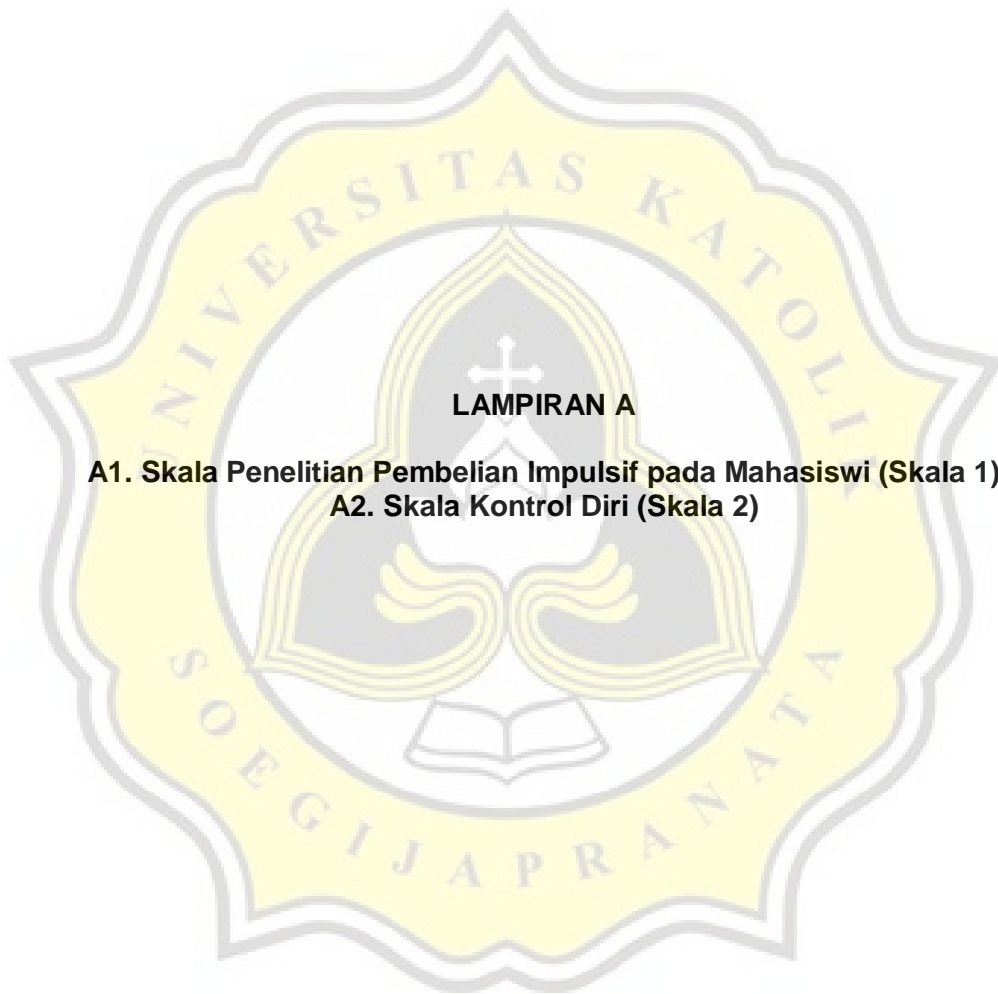 UNIVERSITAS KATOLIK
LAMPIRAN A
A1. Skala Penelitian Pembelian Impulsif pada Mahasiswi (Skala 1)
A2. Skala Kontrol Diri (Skala 2)
SOEGIJAPRANATA